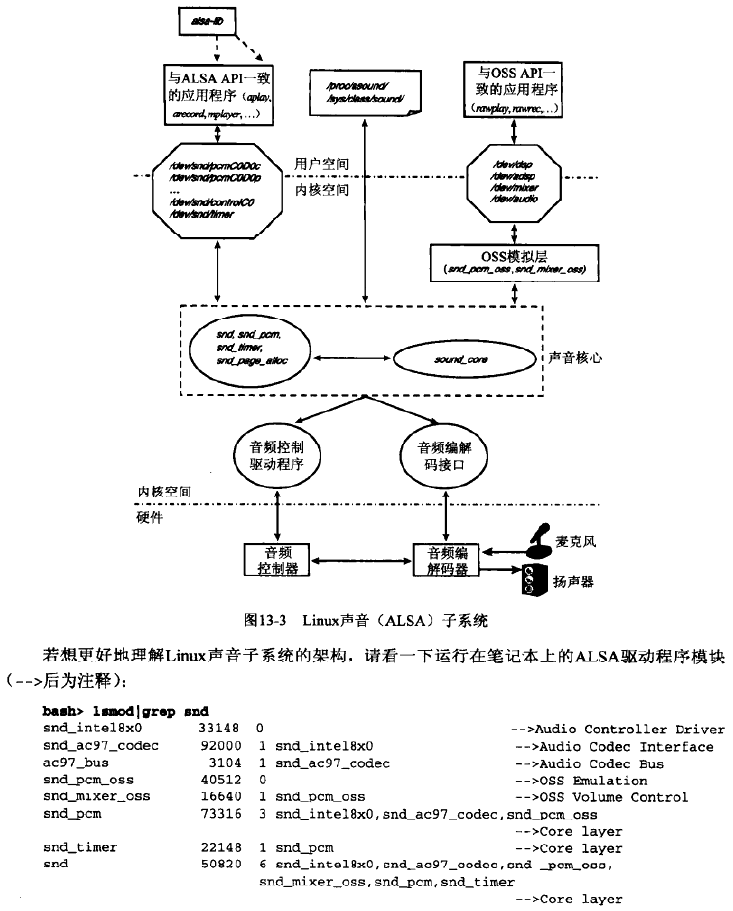 alsa-lib
与ALSA API一致
的应用程序（aplay,
arecord, mplayer, ...）
/proc/asound/
/sys/class/sound/
与OSS API一
致的应用程序
（rawplay, rawrec, ..）
/dev/snd/pcmC0D0c
/dev/snd/pcmC0D0p
...
/dev/snd/controlC0
/dev/snd/timer
用户空间
内核空间
/dev/dsp
/dev/adsp
/dev/mixer
/dev/audio
OSS模拟层
(snd_pcm_oss,snd_mixer_oss)
snd, snd_pcm,
snd_timer,
snd_page_alloc
sound_core
声音核心
音频控制
驱动程序
音频编解
码接口
内核空间
硬件
音频
控制器
音频编
解码器
麦克风
扬声器
图13-3 Linux声音（ALSA）子系统
若想更好地理解Linux声音子系统的架构，请看一下运行在笔记本上的ALSA驱动程序模块
（-->后为注释）：
bash> lsmod|grep snd
snd_intel8x0 33148 0 -->Audio Controller Driver
snd_ac97_codec 92000 1 snd_intel8x0 -->Audio Codec Interface
ac97_bus 3104 1 snd_ac97_codec -->Audio Codec Bus
snd_pcm_oss 40512 0 -->OSS Emulation
snd_mixer_oss 16640 1 snd_pcm_oss -->OSS Volume Control
snd_pcm 73316 3 snd_intel8x0,snd_ac97_codec,snd_pcm_oss
-->Core layer
snd_timer 22148 1 snd_pcm -->Core layer
snd 50820 6 snd_intel8x0,snd_ac97_codec,snd _pcm_oss,
snd_mixer_oss,snd_pcm,snd_timer
-->Core layer